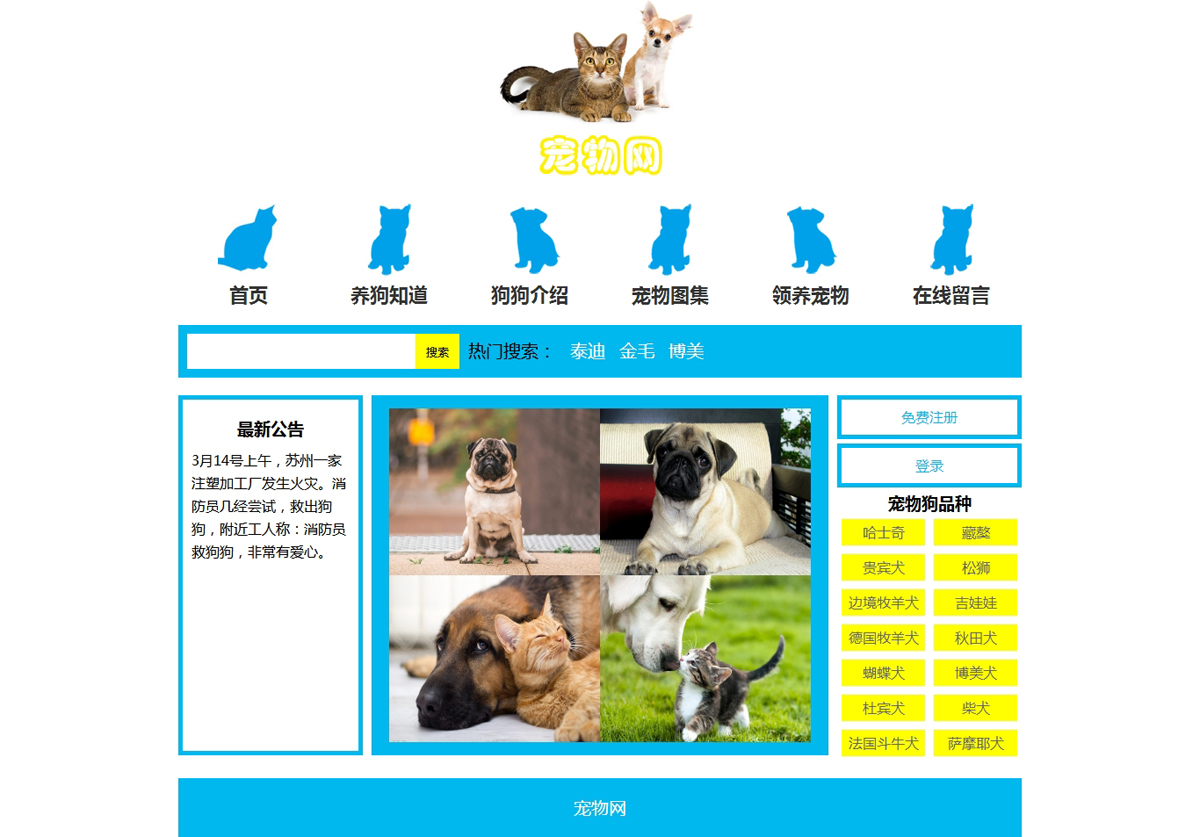 宠物网
首页 养狗知道 狗狗介绍 宠物图集 领养宠物 在线留言
搜索 热门搜索： 泰迪 金毛 博美
最新公告
3月14号上午，苏州一家
注塑加工厂发生火灾。消
防员几经尝试，救出狗
狗，附近工人称：消防员
救狗狗，非常有爱心。
免费注册
登录
宠物狗品种
哈士奇 藏獒
贵宾犬 松狮
边境牧羊犬 吉娃娃
德国牧羊犬 秋田犬
蝴蝶犬 博美犬
杜宾犬 柴犬
法国斗牛犬 萨摩耶犬
宠物网